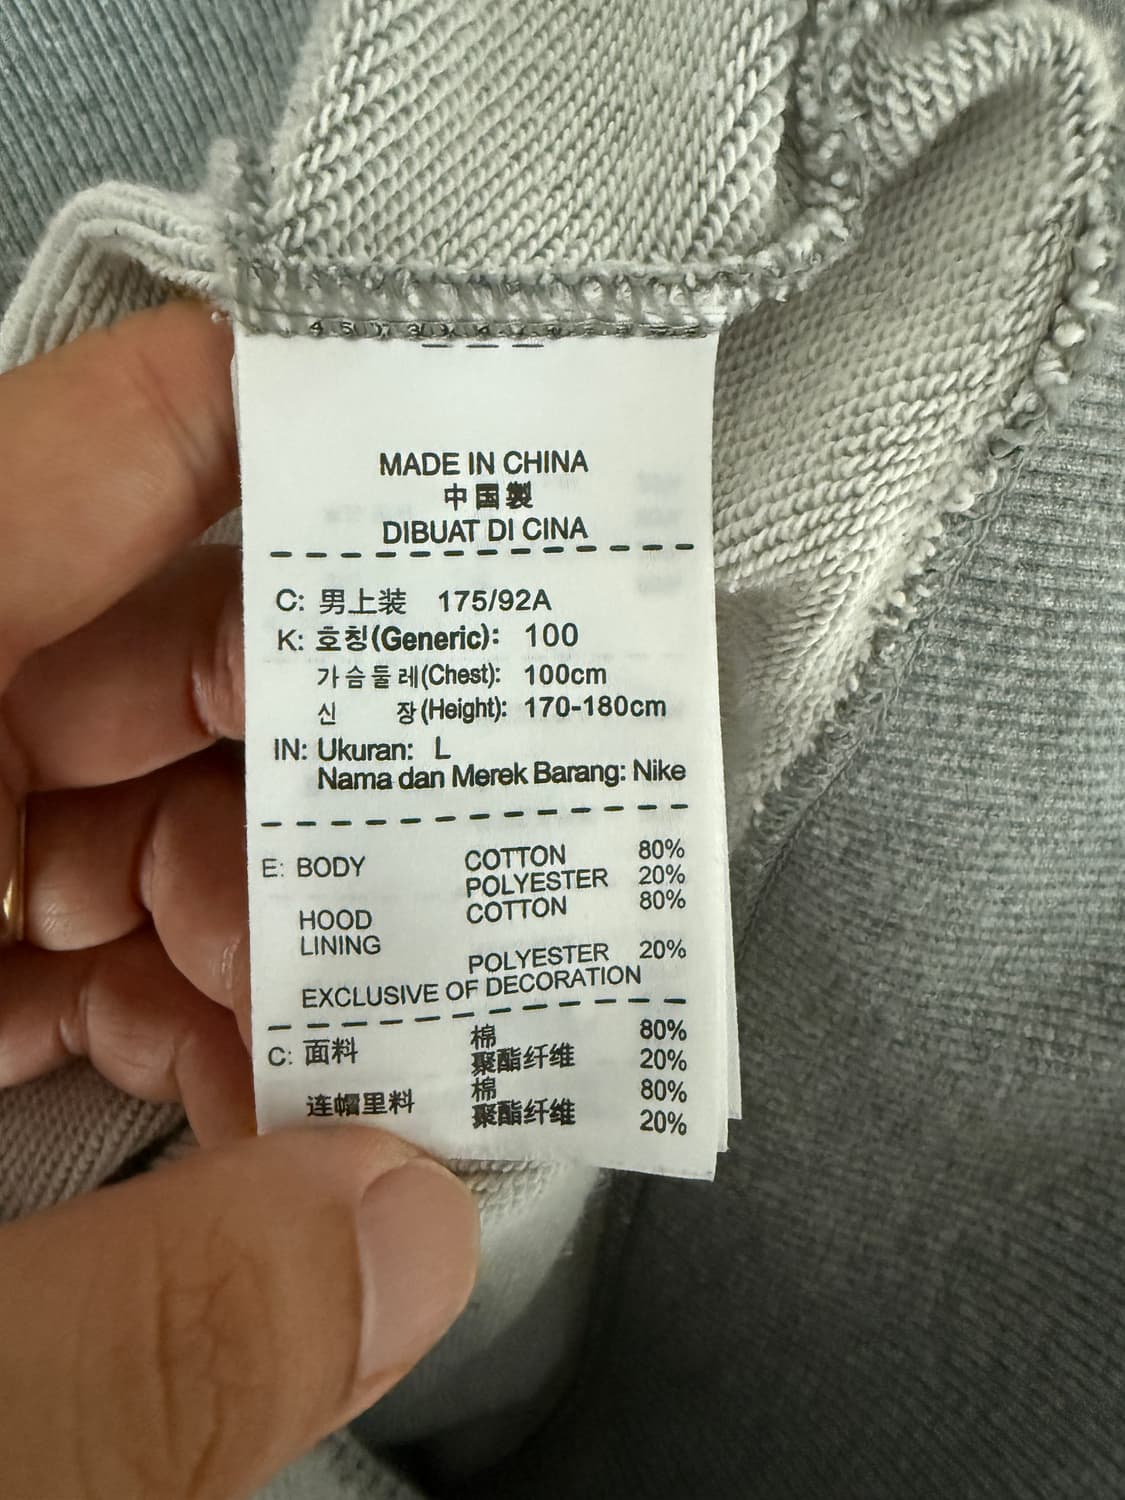 MADE IN CHINA
中国製
DIBUAT DI CINA
C: 男上装 175/92A
K: 호칭(Generic): 100
가슴둘레(Chest): 100cm
신 장(Height): 170-180cm
IN: Ukuran: L
Nama dan Merek Barang: Nike
E: BODY COTTON 80%
POLYESTER 20%
HOOD COTTON 80%
LINING
POLYESTER 20%
EXCLUSIVE OF DECORATION
C: 面料 棉 80%
聚酯纤维 20%
连帽里料 棉 80%
聚酯纤维 20%